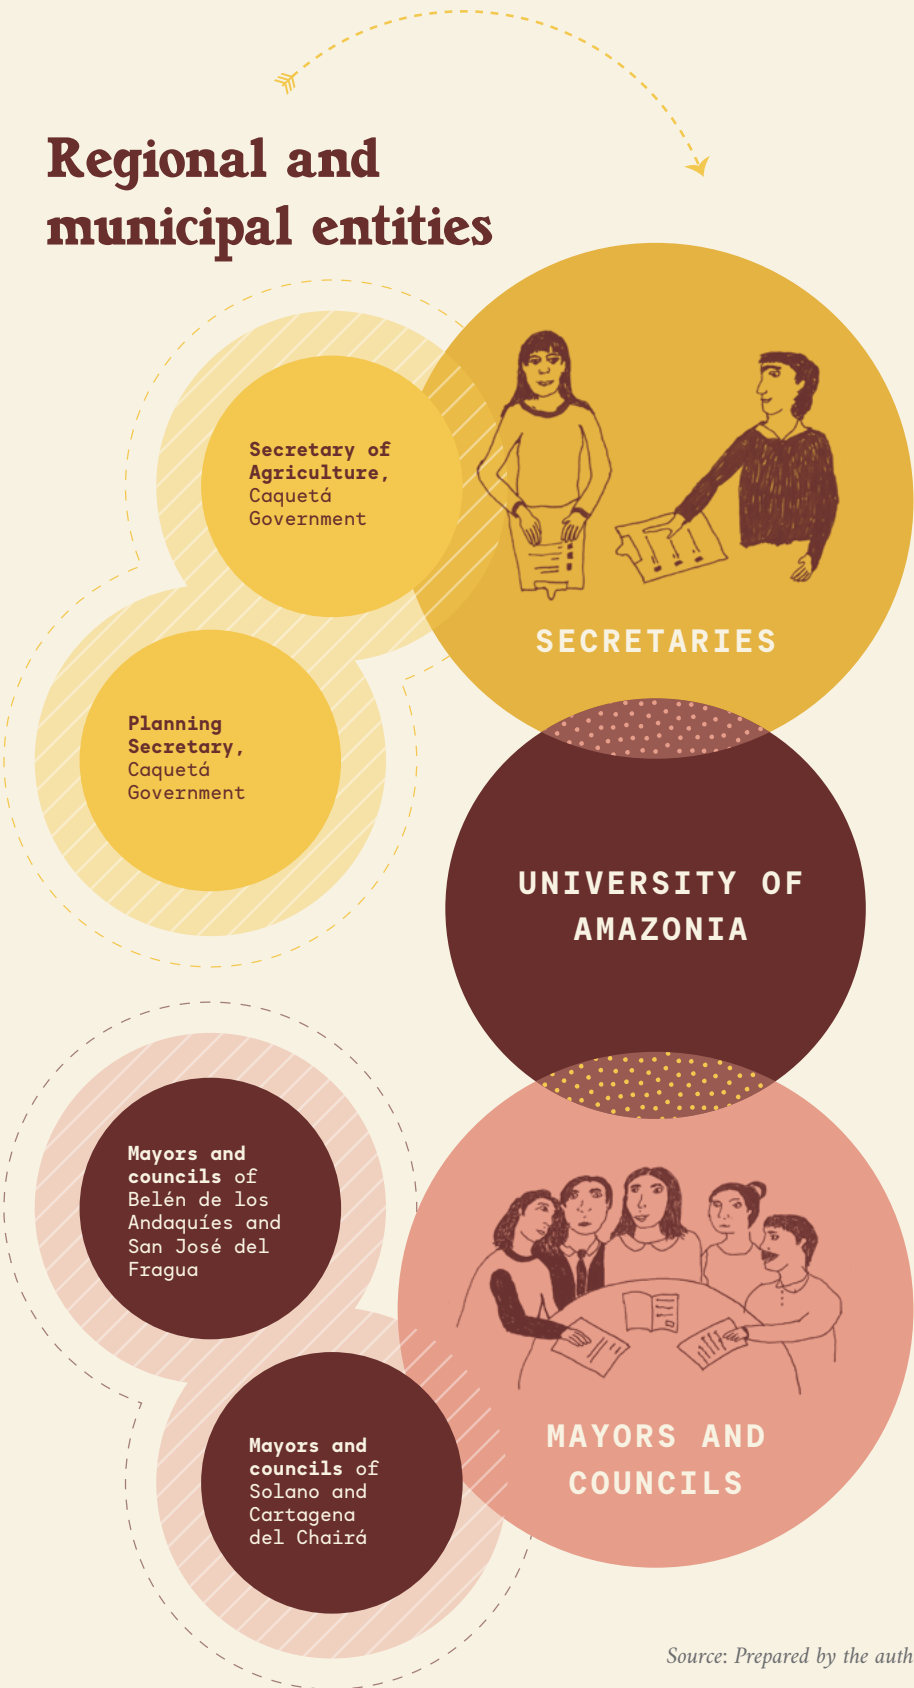 Regional and
municipal entities
Secretary of
Agriculture,
Caquetá
Government
SECRETARIES
Planning
Secretary,
Caquetá
Government
UNIVERSITY OF
AMAZONIA
Mayors and
councils of
Belén de los
Andaquíes and
San José del
Fragua
MAYORS AND
COUNCILS
Mayors and
councils of
Solano and
Cartagena
del Chairá
Source: Prepared by the auth